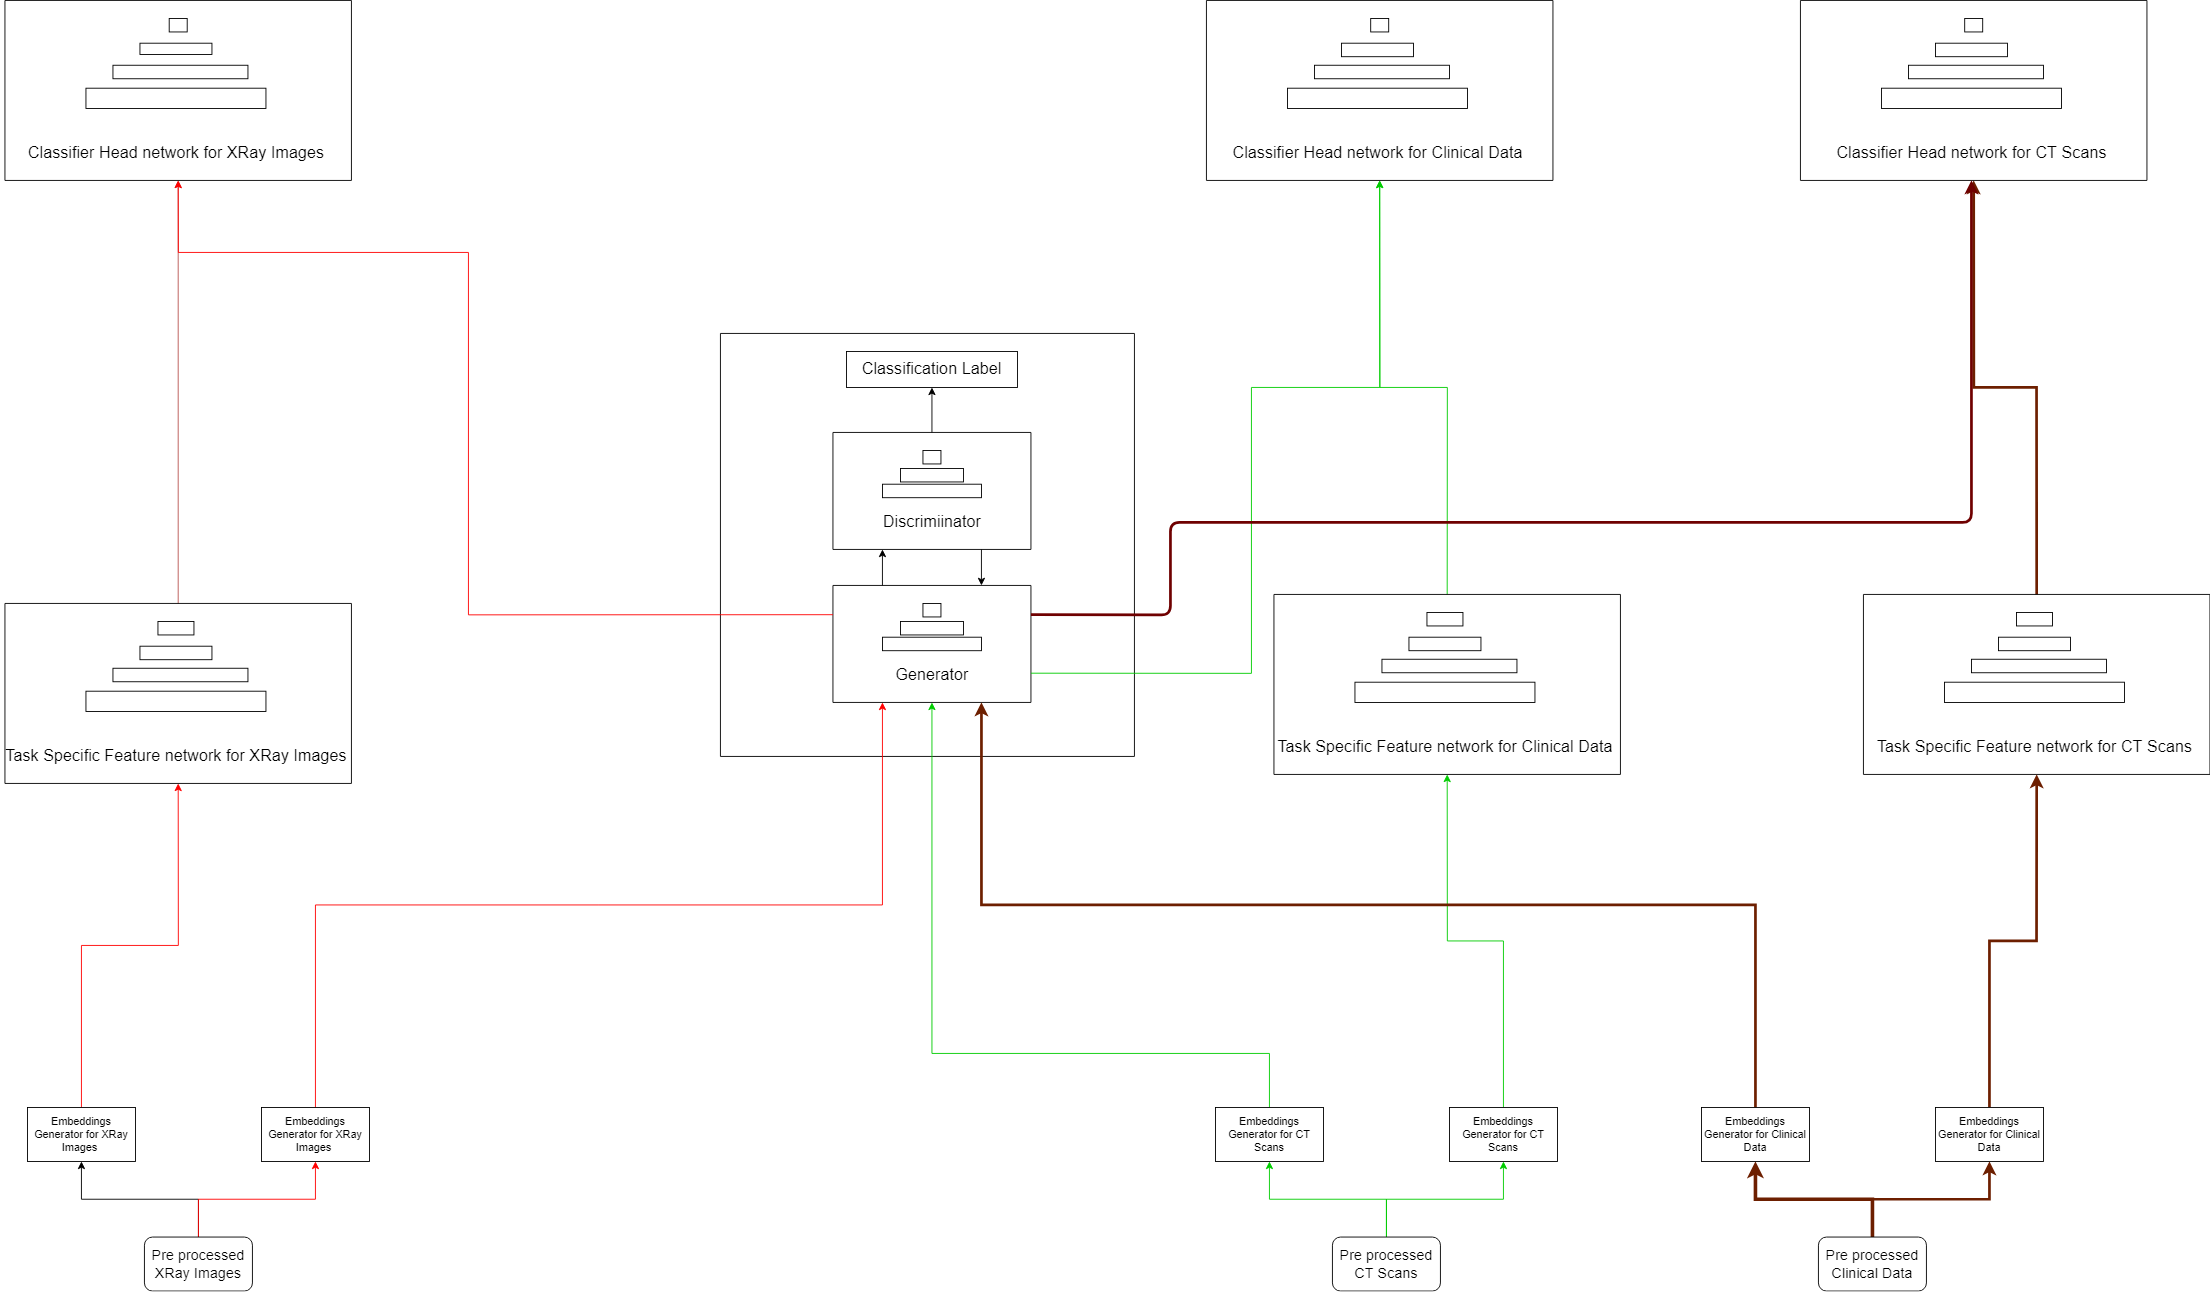 Classifier Head network for XRay Images
Classifier Head network for Clinical Data
Classifier Head network for CT Scans
Classification Label
Discrimiinator
Generator
Task Specific Feature network for XRay Images
Task Specific Feature network for Clinical Data
Task Specific Feature network for CT Scans
Embeddings
Generator for XRay
Images
Embeddings
Generator for XRay
Images
Embeddings
Generator for CT
Scans
Embeddings
Generator for CT
Scans
Embeddings
Generator for Clinical
Data
Embeddings
Generator for Clinical
Data
Pre processed
XRay Images
Pre processed
CT Scans
Pre processed
Clinical Data